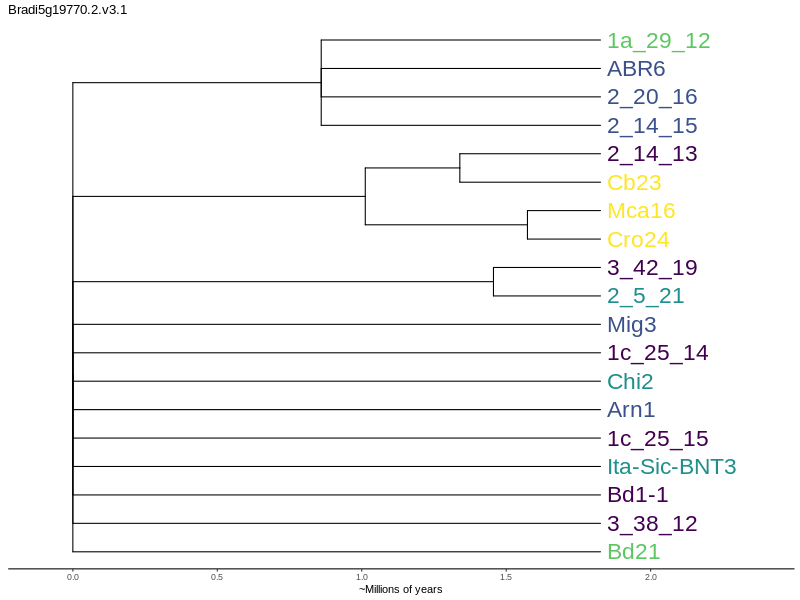 Bradi5g19770.2.v3.1
1a_29_12
ABR6
2_20_16
2_14_15
2_14_13
Cb23
Mca16
Cro24
3_42_19
2_5_21
Mig3
1c_25_14
Chi2
Arn1
1c_25_15
Ita-Sic-BNT3
Bd1-1
3_38_12
Bd21
0.0 0.5 1.0 1.5 2.0
~Millions of years